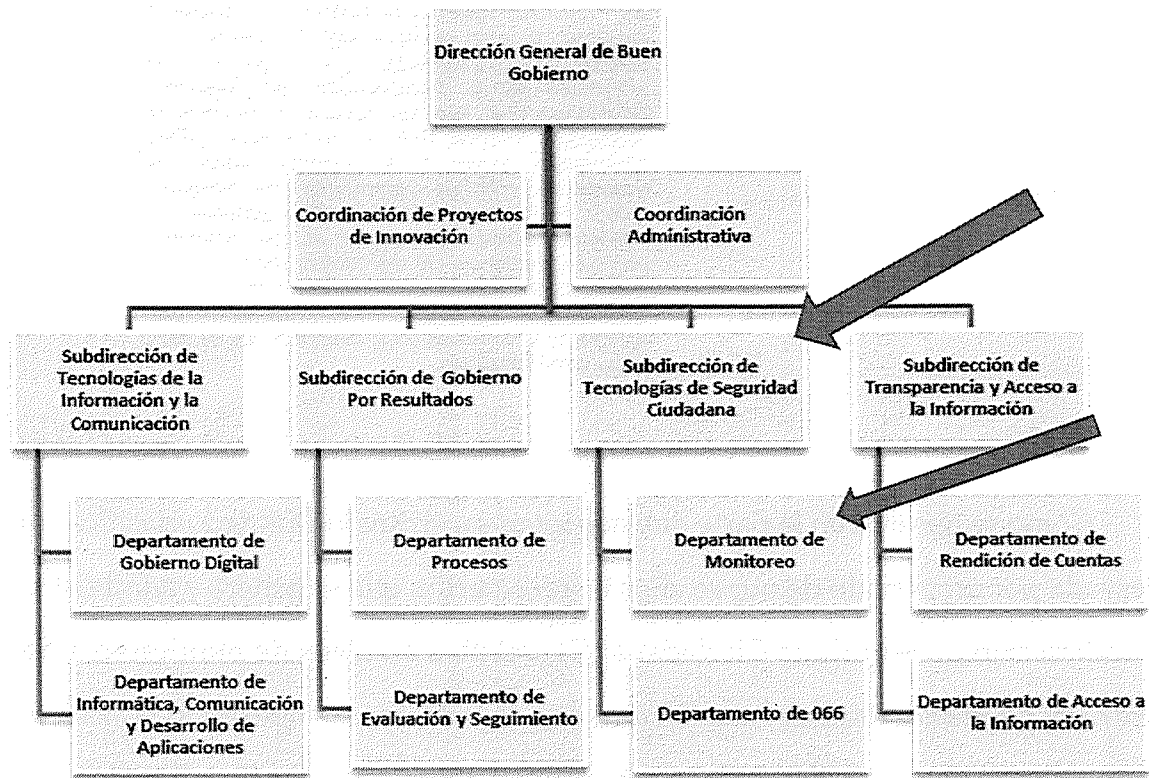 Dirección General de Buen
Gobierno
Coordinación de Proyectos
de Innovación
Coordinación
Administrativa
Subdirección de
Tecnologías de la
Información y la
Comunicación
Subdirección de Gobierno
Por Resultados
Subdirección de
Tecnologías de Seguridad
Ciudadana
Subdirección de
Transparencia y Acceso a
la Información
Departamento de
Gobierno Digital
Departamento de
Procesos
Departamento de
Monitoreo
Departamento de
Rendición de Cuentas
Departamento de
Informática, Comunicación
y Desarrollo de
Aplicaciones
Departamento de
Evaluación y Seguimiento
Departamento de 066
Departamento de Acceso a
la Información